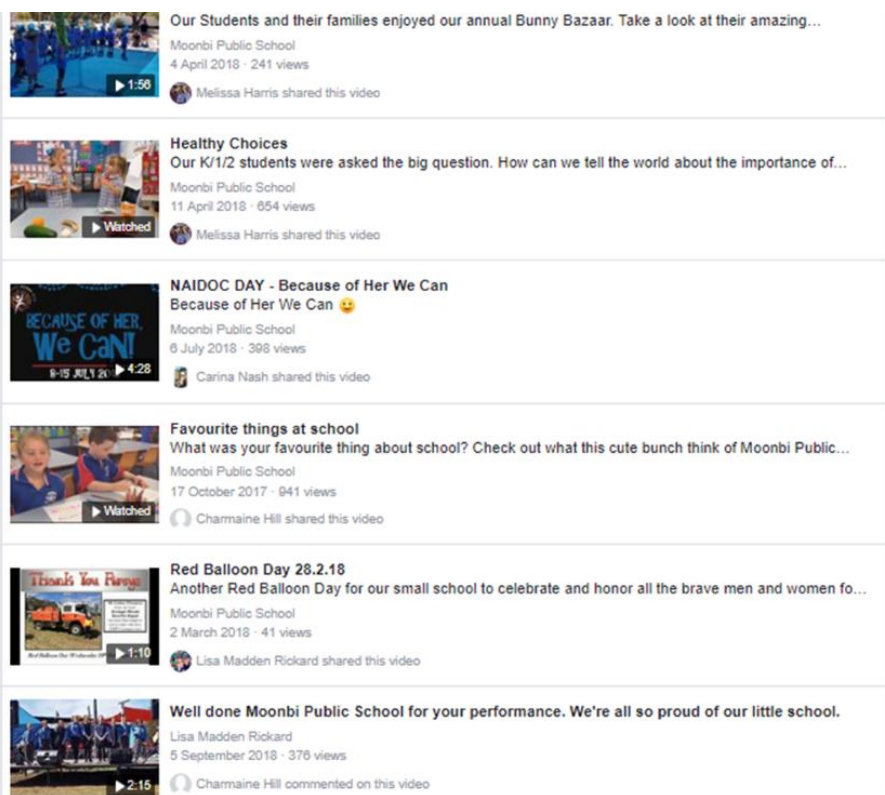 Our Students and their families enjoyed our annual Bunny Bazaar. Take a look at their amazing...
Moonbi Public School
4 April 2018 · 241 views
1:56
Melissa Harris shared this video
Healthy Choices
Our K/1/2 students were asked the big question. How can we tell the world about the importance of...
Moonbi Public School
11 April 2018 · 654 views
Watched
Melissa Harris shared this video
NAIDOC DAY - Because of Her We Can
Because of Her We Can 😀
BECAUSE OF HER,
We CaN!
8-15 JULY 20
4:28
Moonbi Public School
6 July 2018 · 398 views
Carina Nash shared this video
Favourite things at school
What was your favourite thing about school? Check out what this cute bunch think of Moonbi Public...
Moonbi Public School
17 October 2017 · 941 views
Watched
Charmaine Hill shared this video
Red Balloon Day 28.2.18
Another Red Balloon Day for our small school to celebrate and honor all the brave men and women fo...
Thank You
Moonbi Public School
2 March 2018 · 41 views
1:10
Lisa Madden Rickard shared this video
Well done Moonbi Public School for your performance. We're all so proud of our little school.
Lisa Madden Rickard
5 September 2018 · 376 views
2:15
Charmaine Hill commented on this video